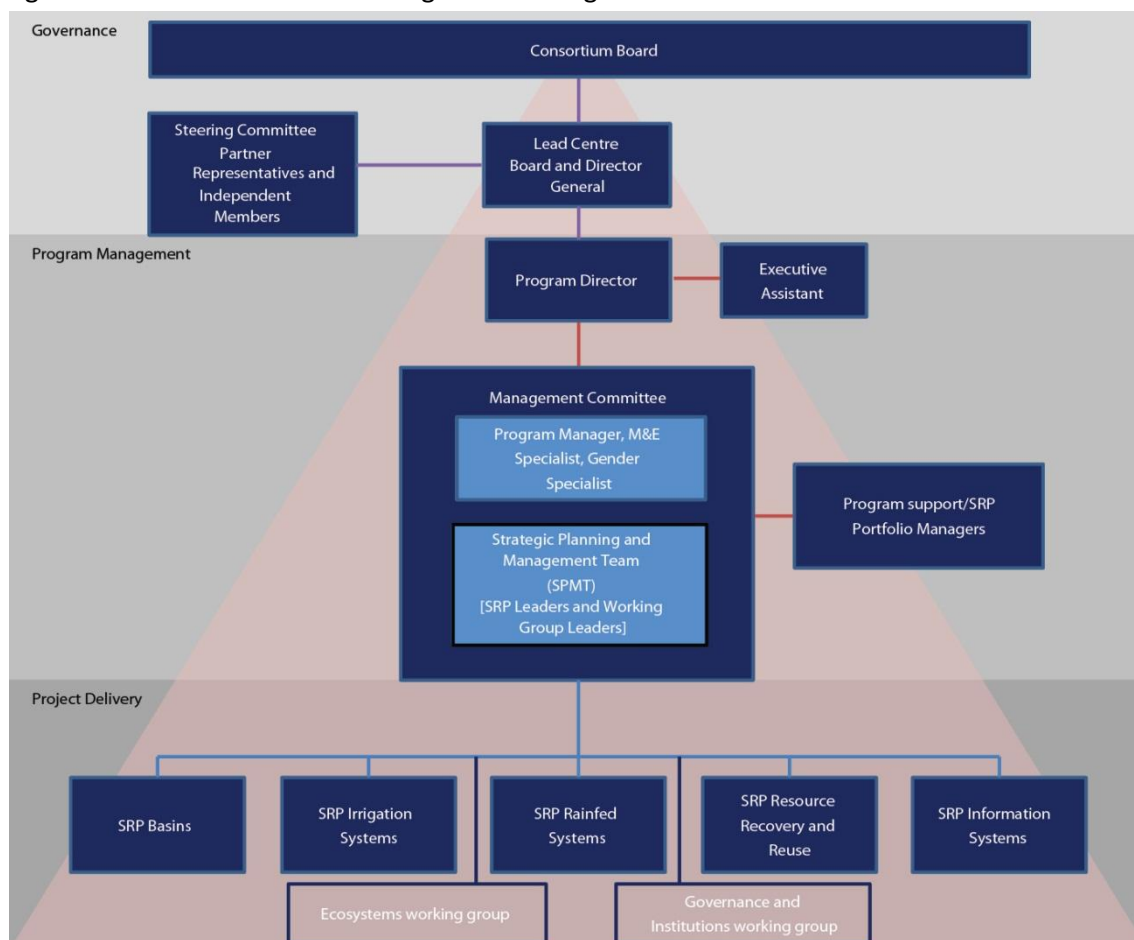 Governance
Consortium Board
Steering Committee
Partner
Representatives and
Independent
Members
Lead Centre
Board and Director
General
Program Management
Program Director
Executive
Assistant
Management Committee
Program Manager, M&E
Specialist, Gender
Specialist
Strategic Planning and
Management Team
(SPMT)
[SRP Leaders and Working
Group Leaders]
Program support/SRP
Portfolio Managers
Project Delivery
SRP Basins
SRP Irrigation
Systems
SRP Rainfed
Systems
SRP Resource
Recovery and
Reuse
SRP Information
Systems
Ecosystems working group
Governance and
Institutions working group